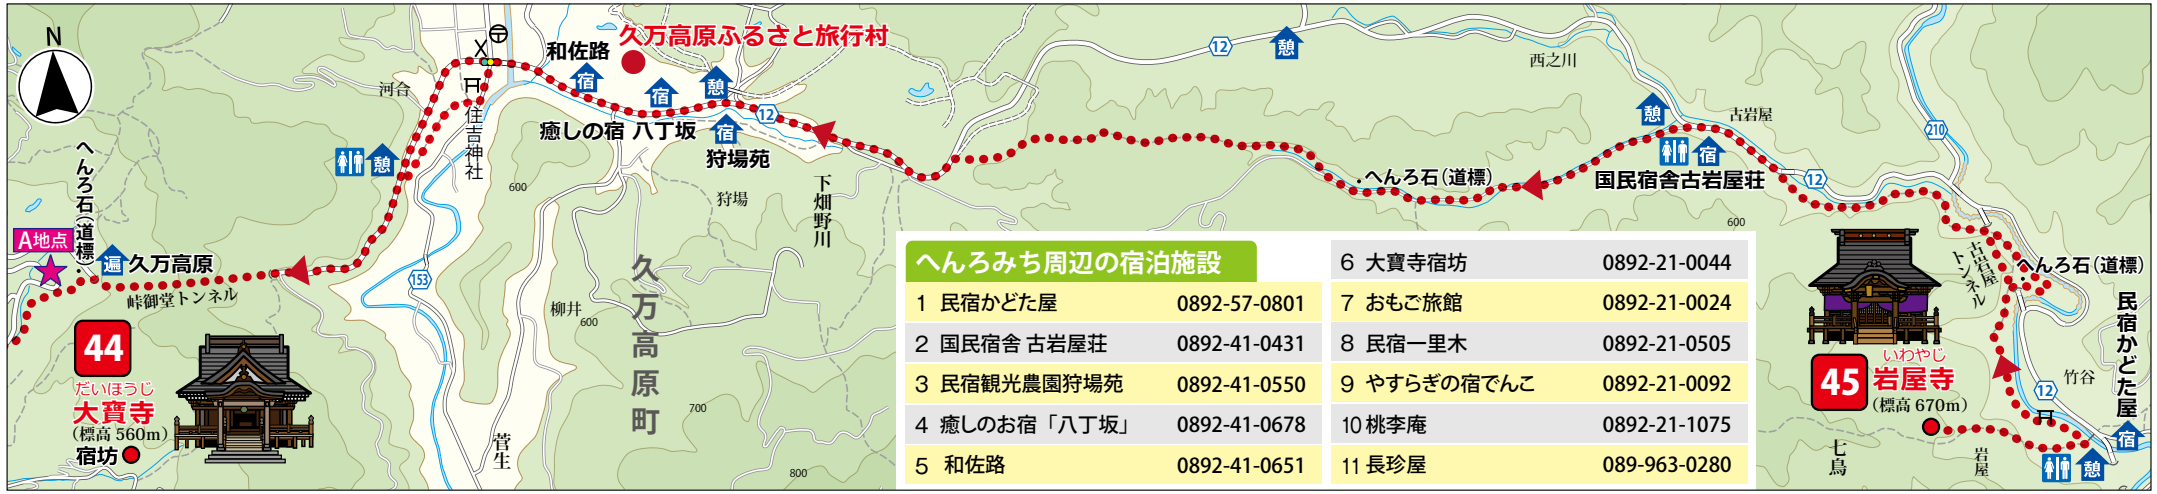 N
河合
和佐路
久万高原ふるさと旅行村
宿
宿
憩
12
憩
西之川
憩
古岩屋
210
住吉神社
癒しの宿 八丁坂
宿
狩場苑
12
へんろ石(道標)
憩
600
狩場
下畑野川
へんろ石(道標)
宿
国民宿舎古岩屋荘
12
600
A地点
遍
久万高原
峠御堂トンネル
153
柳井
600
久万高原町
44
だいほうじ
大寶寺
(標高 560m)
宿坊
菅生
700
800
へんろみち周辺の宿泊施設
1 民宿かどた屋 0892-57-0801
2 国民宿舎 古岩屋荘 0892-41-0431
3 民宿観光農園狩場苑 0892-41-0550
4 癒しのお宿「八丁坂」 0892-41-0678
5 和佐路 0892-41-0651
6 大寶寺宿坊 0892-21-0044
7 おもご旅館 0892-21-0024
8 民宿一里木 0892-21-0505
9 やすらぎの宿でんこ 0892-21-0092
10 桃李庵 0892-21-1075
11 長珍屋 089-963-0280
古岩屋トンネル
へんろ石(道標)
民宿かどた屋
45
いわやじ
岩屋寺
(標高 670m)
12
竹谷
七鳥
岩屋
憩
宿